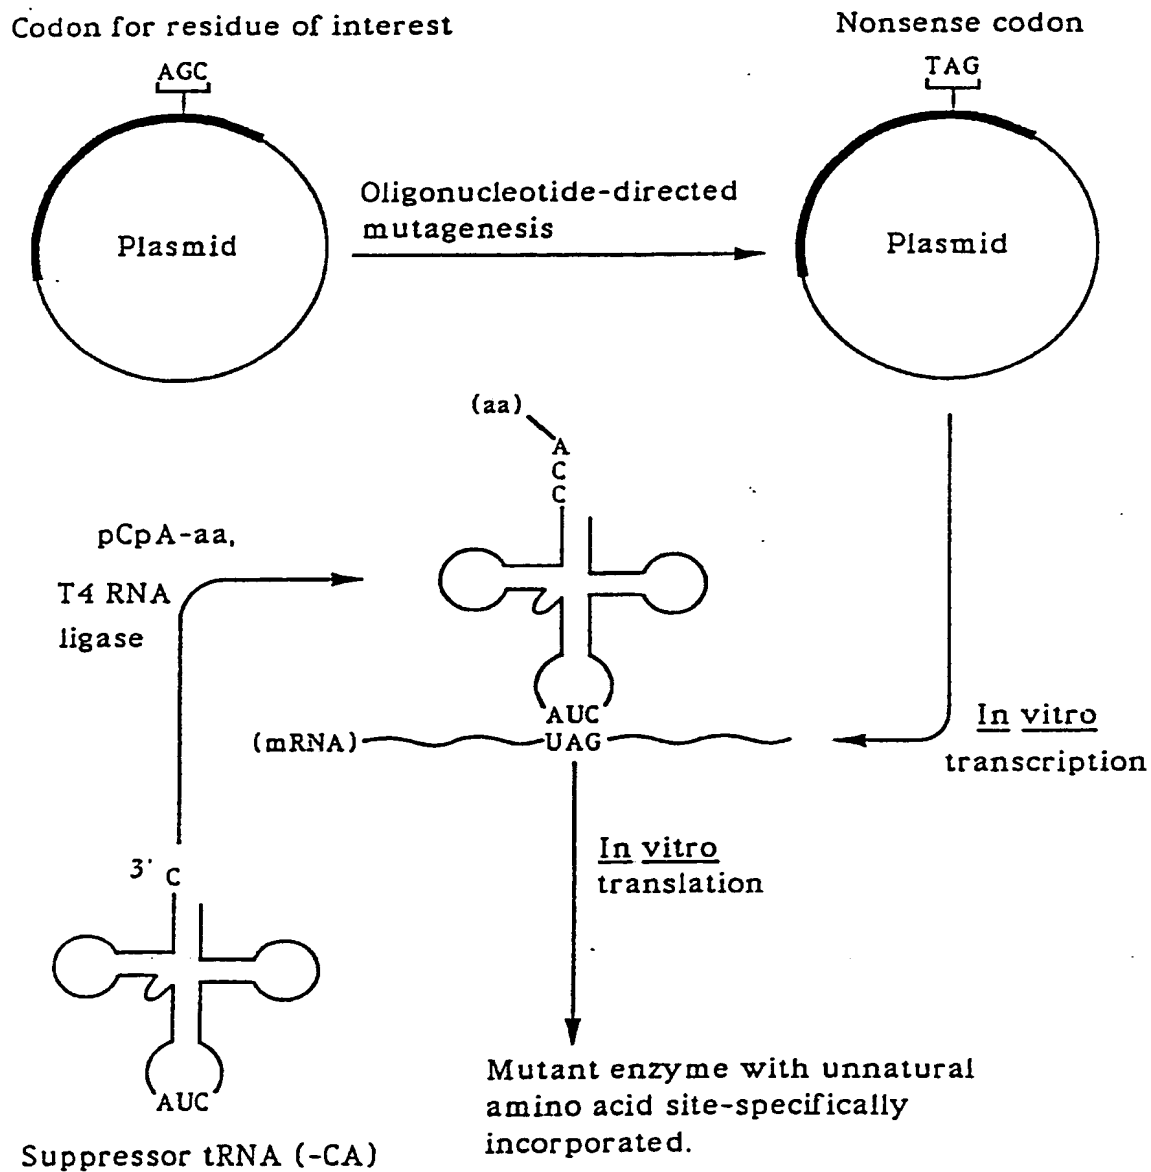 Codon for residue of interest
AGC
Plasmid
Oligonucleotide-directed
mutagenesis
Nonsense codon
TAG
Plasmid
(aa)
A
C
C
pCpA-aa,
T4 RNA
ligase
AUC
(mRNA)
UAG
In vitro
transcription
3' C
AUC
Suppressor tRNA (-CA)
In vitro
translation
Mutant enzyme with unnatural
amino acid site-specifically
incorporated.